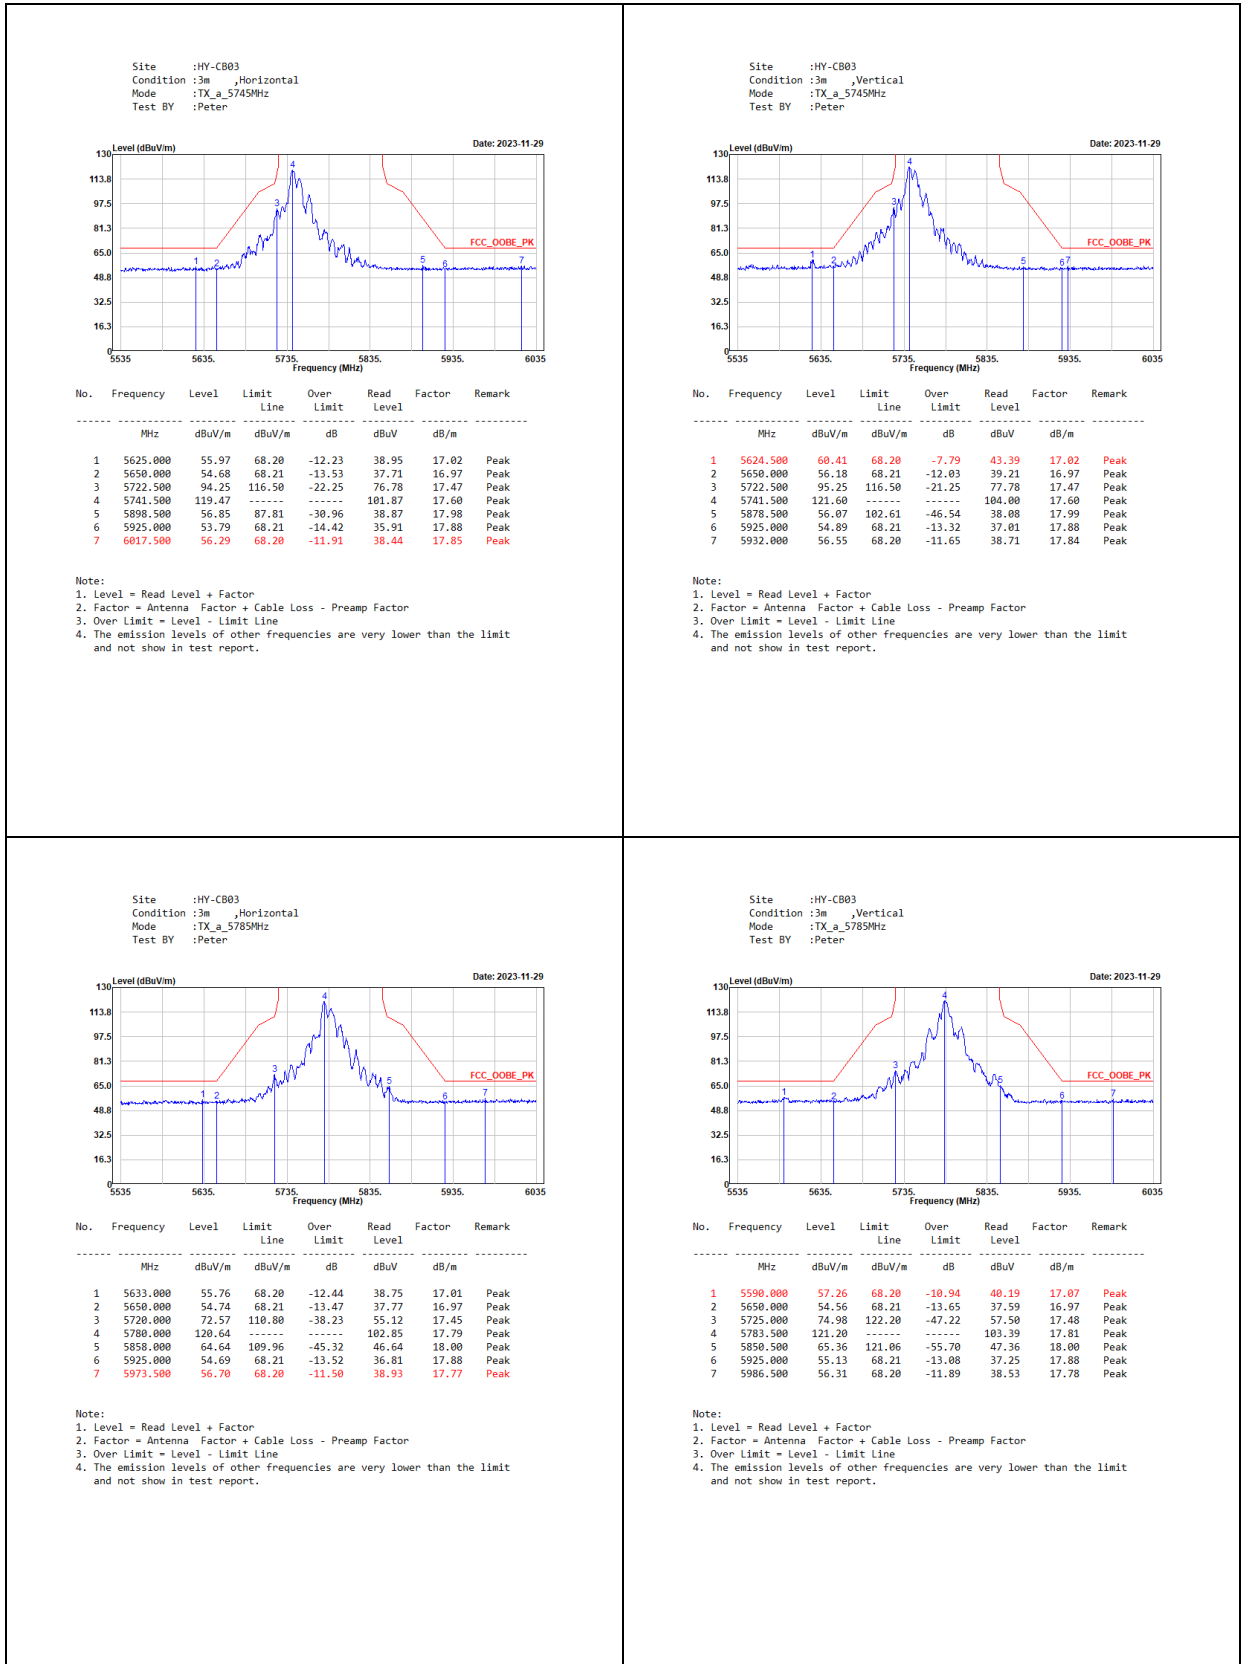 Site      :HY-CB03
Condition :3m    ,Horizontal
Mode      :TX_a_5745MHz
Test BY   :Peter
Level (dBuV/m)
Date: 2023-11-29
130
113.8
97.5
81.3
65.0
48.8
32.5
16.3
0
FCC_OOBE_PK
1 2 3 4 5 6 7
5535 5635. 5735. 5835. 5935. 6035
Frequency (MHz)
No. Frequency Level Limit Over Read Factor Remark
Line Limit Level
------ ----------- -------- --------- --------- -------- -------- ---------
MHz dBuV/m dBuV/m dB dBuV dB/m
1 5625.000 55.97 68.20 -12.23 38.95 17.02 Peak
2 5650.000 54.68 68.21 -13.53 37.71 16.97 Peak
3 5722.500 94.25 116.50 -22.25 76.78 17.47 Peak
4 5741.500 119.47 ------ ------ 101.87 17.60 Peak
5 5898.500 56.85 87.81 -30.96 38.87 17.98 Peak
6 5925.000 53.79 68.21 -14.42 35.91 17.88 Peak
7 6017.500 56.29 68.20 -11.91 38.44 17.85 Peak
Note:
1. Level = Read Level + Factor
2. Factor = Antenna  Factor + Cable Loss - Preamp Factor
3. Over Limit = Level - Limit Line
4. The emission levels of other frequencies are very lower than the limit
and not show in test report.
Site      :HY-CB03
Condition :3m    ,Vertical
Mode      :TX_a_5745MHz
Test BY   :Peter
Level (dBuV/m)
Date: 2023-11-29
130
113.8
97.5
81.3
65.0
48.8
32.5
16.3
0
FCC_OOBE_PK
1 2 3 4 5 6 7
5535 5635. 5735. 5835. 5935. 6035
Frequency (MHz)
No. Frequency Level Limit Over Read Factor Remark
Line Limit Level
------ ----------- -------- --------- --------- -------- -------- ---------
MHz dBuV/m dBuV/m dB dBuV dB/m
1 5624.500 60.41 68.20 -7.79 43.39 17.02 Peak
2 5650.000 56.18 68.21 -12.03 39.21 16.97 Peak
3 5722.500 95.25 116.50 -21.25 77.78 17.47 Peak
4 5741.500 121.60 ------ ------ 104.00 17.60 Peak
5 5878.500 56.07 102.61 -46.54 38.08 17.99 Peak
6 5925.000 54.89 68.21 -13.32 37.01 17.88 Peak
7 5932.000 56.55 68.20 -11.65 38.71 17.84 Peak
Note:
1. Level = Read Level + Factor
2. Factor = Antenna  Factor + Cable Loss - Preamp Factor
3. Over Limit = Level - Limit Line
4. The emission levels of other frequencies are very lower than the limit
and not show in test report.
Site      :HY-CB03
Condition :3m    ,Horizontal
Mode      :TX_a_5785MHz
Test BY   :Peter
Level (dBuV/m)
Date: 2023-11-29
130
113.8
97.5
81.3
65.0
48.8
32.5
16.3
0
FCC_OOBE_PK
1 2 3 4 5 6 7
5535 5635. 5735. 5835. 5935. 6035
Frequency (MHz)
No. Frequency Level Limit Over Read Factor Remark
Line Limit Level
------ ----------- -------- --------- --------- -------- -------- ---------
MHz dBuV/m dBuV/m dB dBuV dB/m
1 5633.000 55.76 68.20 -12.44 38.75 17.01 Peak
2 5650.000 54.74 68.21 -13.47 37.77 16.97 Peak
3 5720.000 72.57 110.80 -38.23 55.12 17.45 Peak
4 5780.000 120.64 ------ ------ 102.85 17.79 Peak
5 5858.000 64.64 109.96 -45.32 46.64 18.00 Peak
6 5925.000 54.69 68.21 -13.52 36.81 17.88 Peak
7 5973.500 56.70 68.20 -11.50 38.93 17.77 Peak
Note:
1. Level = Read Level + Factor
2. Factor = Antenna  Factor + Cable Loss - Preamp Factor
3. Over Limit = Level - Limit Line
4. The emission levels of other frequencies are very lower than the limit
and not show in test report.
Site      :HY-CB03
Condition :3m    ,Vertical
Mode      :TX_a_5785MHz
Test BY   :Peter
Level (dBuV/m)
Date: 2023-11-29
130
113.8
97.5
81.3
65.0
48.8
32.5
16.3
0
FCC_OOBE_PK
1 2 3 4 5 6 7
5535 5635. 5735. 5835. 5935. 6035
Frequency (MHz)
No. Frequency Level Limit Over Read Factor Remark
Line Limit Level
------ ----------- -------- --------- --------- -------- -------- ---------
MHz dBuV/m dBuV/m dB dBuV dB/m
1 5590.000 57.26 68.20 -10.94 40.19 17.07 Peak
2 5650.000 54.56 68.21 -13.65 37.59 16.97 Peak
3 5725.000 74.98 122.20 -47.22 57.50 17.48 Peak
4 5783.500 121.20 ------ ------ 103.39 17.81 Peak
5 5850.500 65.36 121.06 -55.70 47.36 18.00 Peak
6 5925.000 55.13 68.21 -13.08 37.25 17.88 Peak
7 5986.500 56.31 68.20 -11.89 38.53 17.78 Peak
Note:
1. Level = Read Level + Factor
2. Factor = Antenna  Factor + Cable Loss - Preamp Factor
3. Over Limit = Level - Limit Line
4. The emission levels of other frequencies are very lower than the limit
and not show in test report.